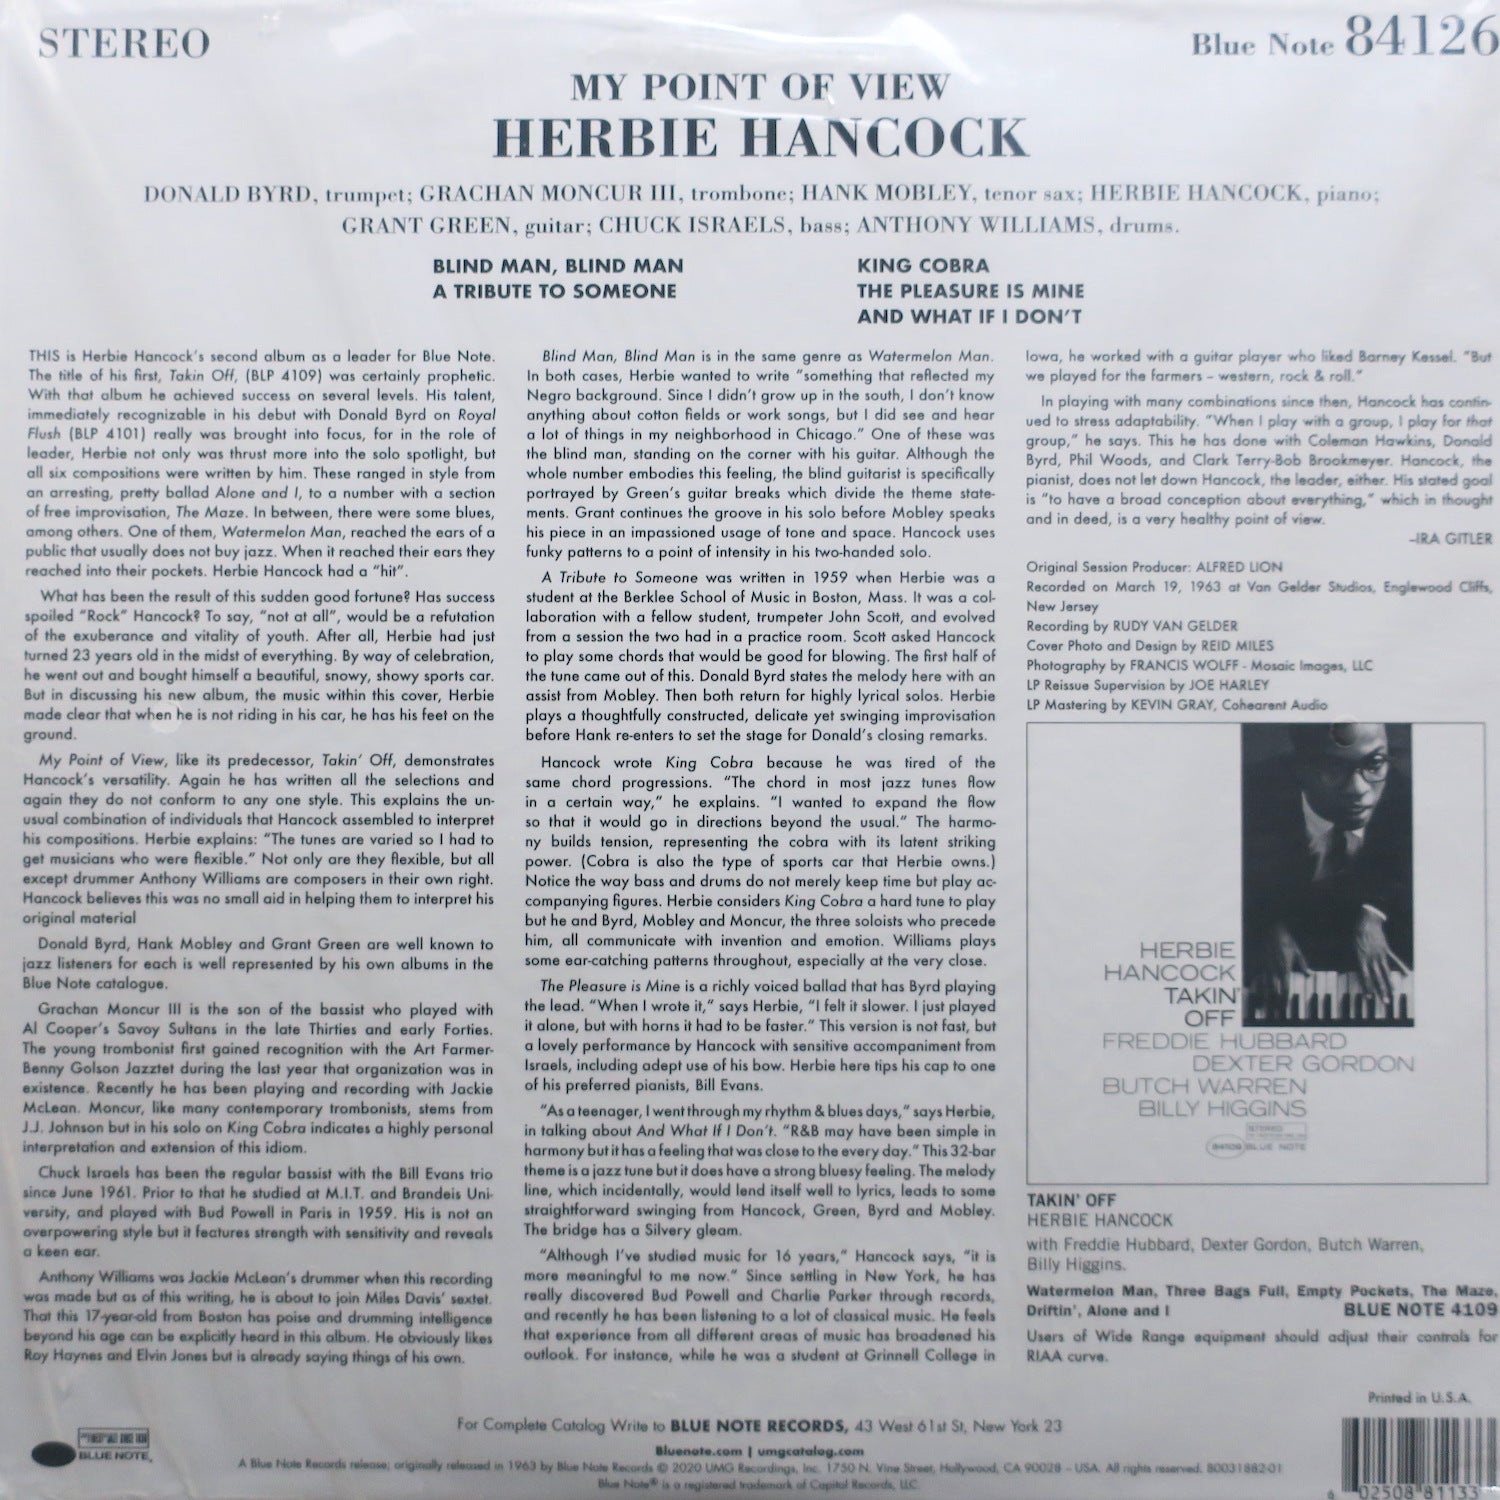 STEREO
Blue Note 84126
MY POINT OF VIEW
HERBIE HANCOCK
DONALD BYRD, trumpet; GRACHAN MONCUR III, trombone; HANK MOBLEY, tenor sax; HERBIE HANCOCK, piano;
GRANT GREEN, guitar; CHUCK ISRAELS, bass; ANTHONY WILLIAMS, drums.
BLIND MAN, BLIND MAN
A TRIBUTE TO SOMEONE
KING COBRA
THE PLEASURE IS MINE
AND WHAT IF I DON'T
THIS is Herbie Hancock's second album as a leader for Blue Note.
The title of his first, Takin Off, (BLP 4109) was certainly prophetic.
With that album he achieved success on several levels. His talent,
immediately recognizable in his debut with Donald Byrd on Royal
Flush (BLP 4101) really was brought into focus, for in the role of
leader, Herbie not only was thrust more into the solo spotlight, but
all six compositions were written by him. These ranged in style from
an arresting, pretty ballad Alone and I, to a number with a section
of free improvisation, The Maze. In between, there were some blues,
among others. One of them, Watermelon Man, reached the ears of a
public that usually does not buy jazz. When it reached their ears they
reached into their pockets. Herbie Hancock had a "hit".
What has been the result of this sudden good fortune? Has success
spoiled "Rock" Hancock? To say, "not at all", would be a refutation
of the exuberance and vitality of youth. After all, Herbie had just
turned 23 years old in the midst of everything. By way of celebration,
he went out and bought himself a beautiful, snowy, showy sports car.
But in discussing his new album, the music within this cover, Herbie
made clear that when he is not riding in his car, he has his feet on the
ground.
My Point of View, like its predecessor, Takin' Off, demonstrates
Hancock's versatility. Again he has written all the selections and
again they do not conform to any one style. This explains the un-
usual combination of individuals that Hancock assembled to interpret
his compositions. Herbie explains: "The tunes are varied so I had to
get musicians who were flexible." Not only are they flexible, but all
except drummer Anthony Williams are composers in their own right.
Hancock believes this was no small aid in helping them to interpret his
original material
Donald Byrd, Hank Mobley and Grant Green are well known to
jazz listeners for each is well represented by his own albums in the
Blue Note catalogue.
Grachan Moncur III is the son of the bassist who played with
Al Cooper's Savoy Sultans in the late Thirties and early Forties.
The young trombonist first gained recognition with the Art Farmer-
Benny Golson Jazztet during the last year that organization was in
existence. Recently he has been playing and recording with Jackie
McLean. Moncur, like many contemporary trombonists, stems from
J.J. Johnson but in his solo on King Cobra indicates a highly personal
interpretation and extension of this idiom.
Chuck Israels has been the regular bassist with the Bill Evans trio
since June 1961. Prior to that he studied at M.I.T. and Brandeis Uni-
versity, and played with Bud Powell in Paris in 1959. His is not an
overpowering style but it features strength with sensitivity and reveals
a keen ear.
Anthony Williams was Jackie McLean's drummer when this recording
was made but as of this writing, he is about to join Miles Davis' sextet.
That this 17-year-old from Boston has poise and drumming intelligence
beyond his age can be explicitly heard in this album. He obviously likes
Roy Haynes and Elvin Jones but is already saying things of his own.
Blind Man, Blind Man is in the same genre as Watermelon Man.
In both cases, Herbie wanted to write "something that reflected my
Negro background. Since I didn't grow up in the south, I don't know
anything about cotton fields or work songs, but I did see and hear
a lot of things in my neighborhood in Chicago." One of these was
the blind man, standing on the corner with his guitar. Although the
whole number embodies this feeling, the blind guitarist is specifically
portrayed by Green's guitar breaks which divide the theme state-
ments. Grant continues the groove in his solo before Mobley speaks
his piece in an impassioned usage of tone and space. Hancock uses
funky patterns to a point of intensity in his two-handed solo.
A Tribute to Someone was written in 1959 when Herbie was a
student at the Berklee School of Music in Boston, Mass. It was a col-
laboration with a fellow student, trumpeter John Scott, and evolved
from a session the two had in a practice room. Scott asked Hancock
to play some chords that would be good for blowing. The first half of
the tune came out of this. Donald Byrd states the melody here with an
assist from Mobley. Then both return for highly lyrical solos. Herbie
plays a thoughtfully constructed, delicate yet swinging improvisation
before Hank re-enters to set the stage for Donald's closing remarks.
Hancock wrote King Cobra because he was tired of the
same chord progressions. "The chord in most jazz tunes flow
in a certain way," he explains. "I wanted to expand the flow
so that it would go in directions beyond the usual." The harmo-
ny builds tension, representing the cobra with its latent striking
power. (Cobra is also the type of sports car that Herbie owns.)
Notice the way bass and drums do not merely keep time but play ac-
companying figures. Herbie considers King Cobra a hard tune to play
but he and Byrd, Mobley and Moncur, the three soloists who precede
him, all communicate with invention and emotion. Williams plays
some ear-catching patterns throughout, especially at the very close.
The Pleasure is Mine is a richly voiced ballad that has Byrd playing
the lead. "When I wrote it," says Herbie, "I felt it slower. I just played
it alone, but with horns it had to be faster." This version is not fast, but
a lovely performance by Hancock with sensitive accompaniment from
Israels, including adept use of his bow. Herbie here tips his cap to one
of his preferred pianists, Bill Evans.
"As a teenager, I went through my rhythm & blues days," says Herbie,
in talking about And What If I Don't. "R&B may have been simple in
harmony but it has a feeling that was close to the every day." This 32-bar
theme is a jazz tune but it does have a strong bluesy feeling. The melody
line, which incidentally, would lend itself well to lyrics, leads to some
straightforward swinging from Hancock, Green, Byrd and Mobley.
The bridge has a Silvery gleam.
"Although I've studied music for 16 years," Hancock says, "it is
more meaningful to me now." Since settling in New York, he has
really discovered Bud Powell and Charlie Parker through records,
and recently he has been listening to a lot of classical music. He feels
that experience from all different areas of music has broadened his
outlook. For instance, while he was a student at Grinnell College in
Iowa, he worked with a guitar player who liked Barney Kessel. "But
we played for the farmers – western, rock & roll."
In playing with many combinations since then, Hancock has contin-
ued to stress adaptability. "When I play with a group, I play for that
group," he says. This he has done with Coleman Hawkins, Donald
Byrd, Phil Woods, and Clark Terry-Bob Brookmeyer. Hancock, the
pianist, does not let down Hancock, the leader, either. His stated goal
is "to have a broad conception about everything," which in thought
and in deed, is a very healthy point of view.
–IRA GITLER
Original Session Producer: ALFRED LION
Recorded on March 19, 1963 at Van Gelder Studios, Englewood Cliffs,
New Jersey
Recording by RUDY VAN GELDER
Cover Photo and Design by REID MILES
Photography by FRANCIS WOLFF - Mosaic Images, LLC
LP Reissue Supervision by JOE HARLEY
LP Mastering by KEVIN GRAY, Cohearent Audio
HERBIE
HANCOCK
TAKIN'
OFF
FREDDIE HUBBARD
DEXTER GORDON
BUTCH WARREN
BILLY HIGGINS
STEREO
84109 BLUE NOTE
TAKIN' OFF
HERBIE HANCOCK
with Freddie Hubbard, Dexter Gordon, Butch Warren,
Billy Higgins.
Watermelon Man, Three Bags Full, Empty Pockets, The Maze,
Driftin', Alone and I BLUE NOTE 4109
Users of Wide Range equipment should adjust their controls for
RIAA curve.
Printed in U.S.A.
For Complete Catalog Write to BLUE NOTE RECORDS, 43 West 61st St, New York 23
Bluenote.com | umgcatalog.com
A Blue Note Records release; originally released in 1963 by Blue Note Records © 2020 UMG Recordings, Inc. 1750 N. Vine Street, Hollywood, CA 90028 – USA. All rights reserved. B0031882-01
Blue Note® is a registered trademark of Capitol Records, LLC.
BLUE NOTE
6 02508 81133